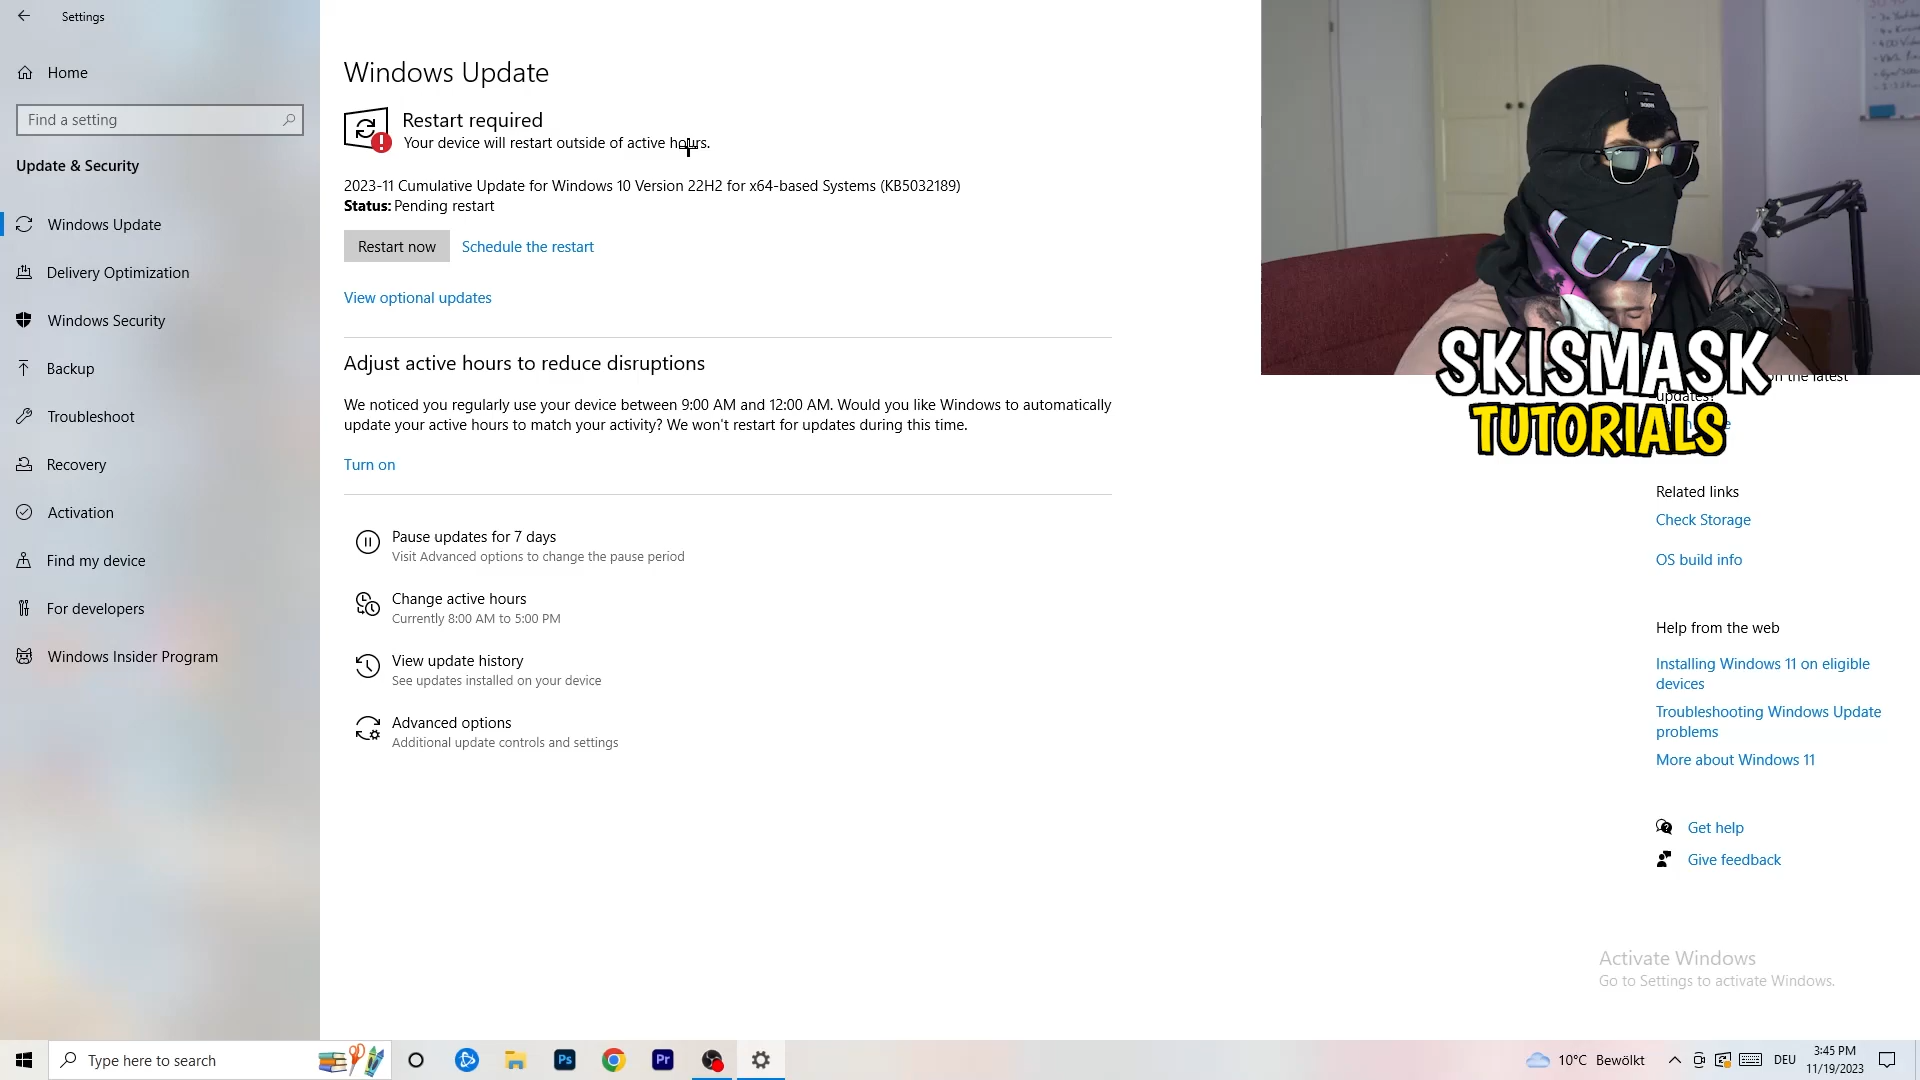 Settings
Home
Find a setting
Update & Security
Windows Update
Delivery Optimization
Windows Security
Backup
Troubleshoot
Recovery
Activation
Find my device
For developers
Windows Insider Program
Windows Update
Restart required
Your device will restart outside of active hours.
2023-11 Cumulative Update for Windows 10 Version 22H2 for x64-based Systems (KB5032189)
Status: Pending restart
Restart now Schedule the restart
View optional updates
Adjust active hours to reduce disruptions
We noticed you regularly use your device between 9:00 AM and 12:00 AM. Would you like Windows to automatically
update your active hours to match your activity? We won't restart for updates during this time.
Turn on
Pause updates for 7 days
Visit Advanced options to change the pause period
Change active hours
Currently 8:00 AM to 5:00 PM
View update history
See updates installed on your device
Advanced options
Additional update controls and settings
SKISMASK
TUTORIALS
on the latest
updates?
Related links
Check Storage
OS build info
Help from the web
Installing Windows 11 on eligible
devices
Troubleshooting Windows Update
problems
More about Windows 11
Get help
Give feedback
Activate Windows
Go to Settings to activate Windows.
Type here to search
Ps
Pr
10°C Bewölkt
DEU
3:45 PM
11/19/2023